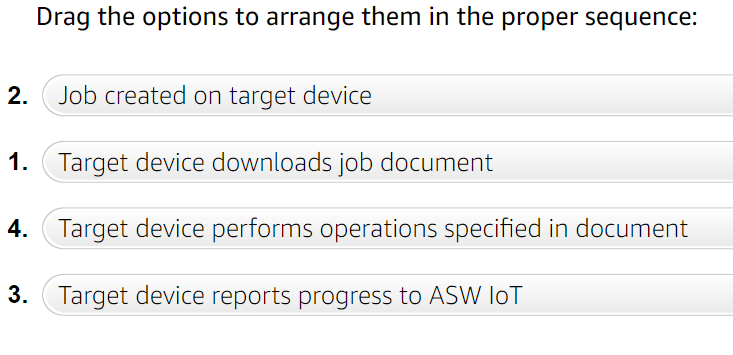 Drag the options to arrange them in the proper sequence:
2. Job created on target device
1. Target device downloads job document
4. Target device performs operations specified in document
3. Target device reports progress to ASW IoT